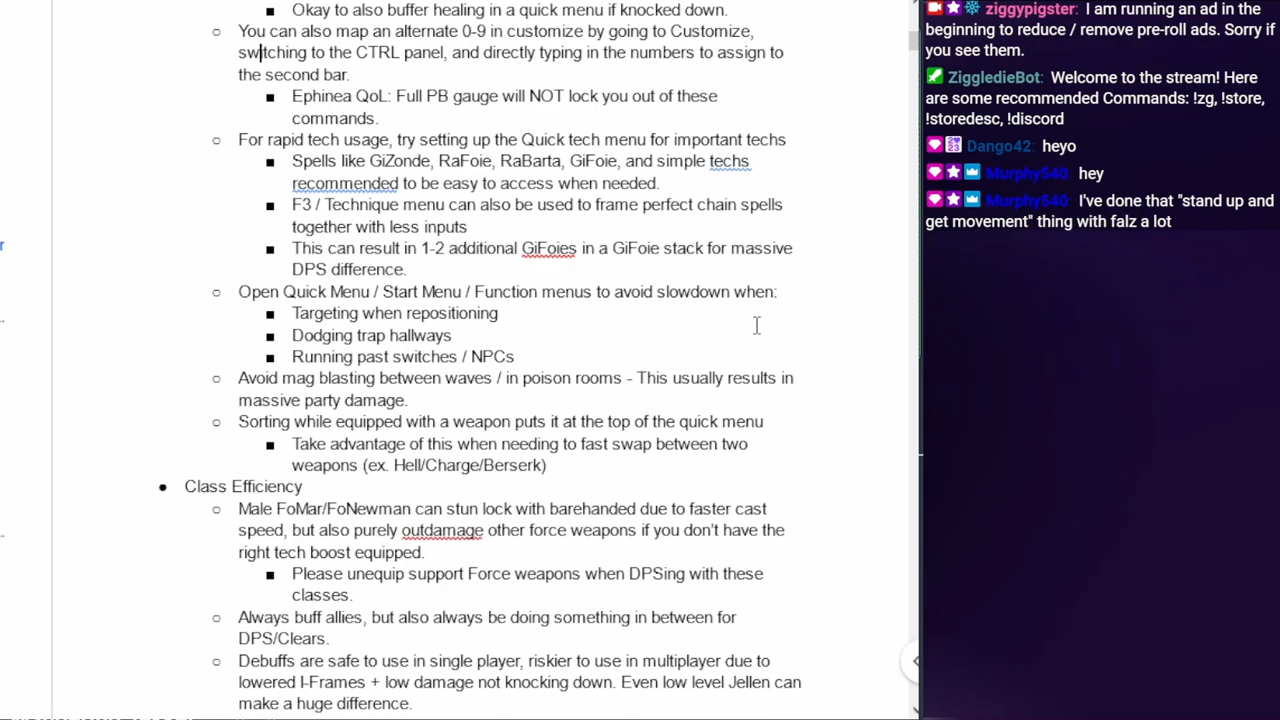 Okay to also buffer healing in a quick menu if knocked down.
You can also map an alternate 0-9 in customize by going to Customize,
switching to the CTRL panel, and directly typing in the numbers to assign to
the second bar.
Ephinea QoL: Full PB gauge will NOT lock you out of these
commands.
For rapid tech usage, try setting up the Quick tech menu for important techs
Spells like GiZonde, RaFoie, RaBarta, GiFoie, and simple techs
recommended to be easy to access when needed.
F3 / Technique menu can also be used to frame perfect chain spells
together with less inputs
This can result in 1-2 additional GiFoies in a GiFoie stack for massive
DPS difference.
Open Quick Menu / Start Menu / Function menus to avoid slowdown when:
Targeting when repositioning
Dodging trap hallways
Running past switches / NPCs
Avoid mag blasting between waves / in poison rooms - This usually results in
massive party damage.
Sorting while equipped with a weapon puts it at the top of the quick menu
Take advantage of this when needing to fast swap between two
weapons (ex. Hell/Charge/Berserk)
Class Efficiency
Male FoMar/FoNewman can stun lock with barehanded due to faster cast
speed, but also purely outdamage other force weapons if you don't have the
right tech boost equipped.
Please unequip support Force weapons when DPSing with these
classes.
Always buff allies, but also always be doing something in between for
DPS/Clears.
Debuffs are safe to use in single player, riskier to use in multiplayer due to
lowered I-Frames + low damage not knocking down. Even low level Jellen can
make a huge difference.
ziggypigster: I am running an ad in the
beginning to reduce / remove pre-roll ads. Sorry if
you see them.
ZiggledieBot: Welcome to the stream! Here
are some recommended Commands: !zg, !store,
!storedesc, !discord
Dango42: heyo
Murphy540: hey
Murphy540: I've done that "stand up and
get movement" thing with falz a lot